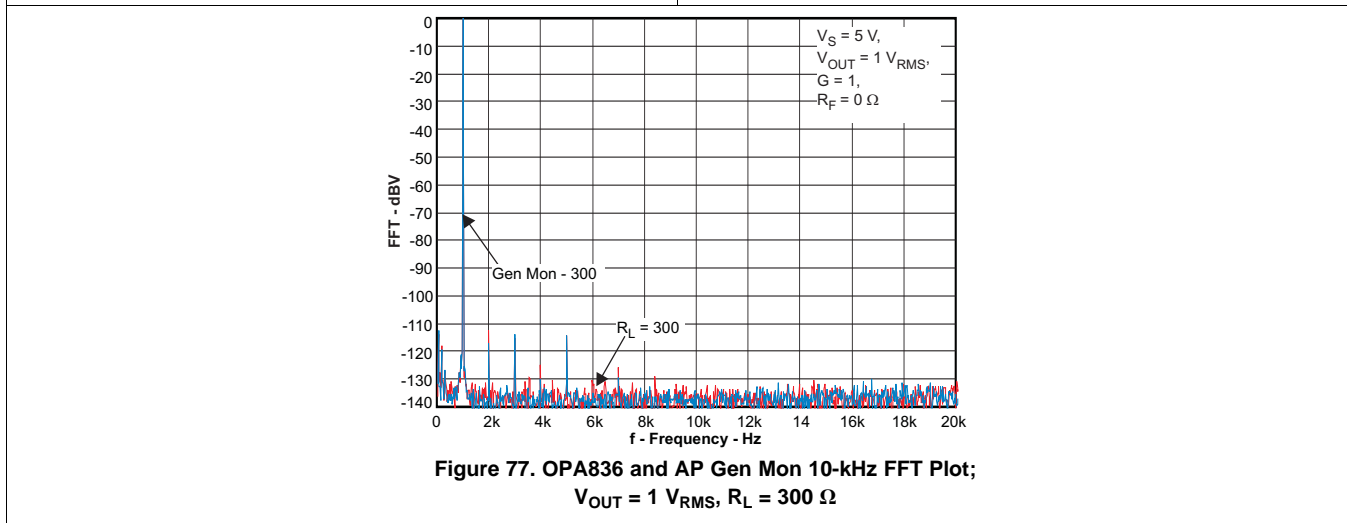 0
-10
-20
-30
-40
-50
-60
-70
-80
-90
-100
-110
-120
-130
-140
FFT - dBV
V_S = 5 V,
V_OUT = 1 V_RMS,
G = 1,
R_F = 0 Ω
Gen Mon - 300
R_L = 300
0 2k 4k 6k 8k 10k 12k 14k 16k 18k 20k
f - Frequency - Hz
Figure 77. OPA836 and AP Gen Mon 10-kHz FFT Plot;
V_OUT = 1 V_RMS, R_L = 300 Ω